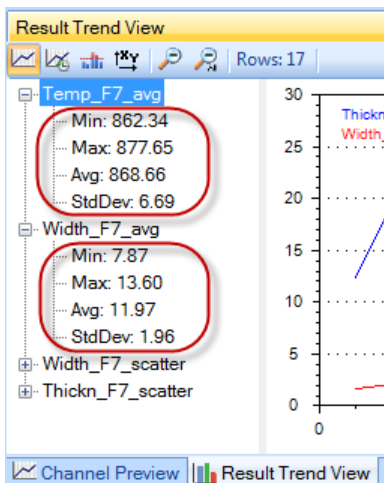 Result Trend View
Rows: 17
Temp_F7_avg
Min: 862.34
Max: 877.65
Avg: 868.66
StdDev: 6.69
Width_F7_avg
Min: 7.87
Max: 13.60
Avg: 11.97
StdDev: 1.96
Width_F7_scatter
Thickn_F7_scatter
30
Thickn
Width_
25
20
15
10
5
0
0
Channel Preview
Result Trend View